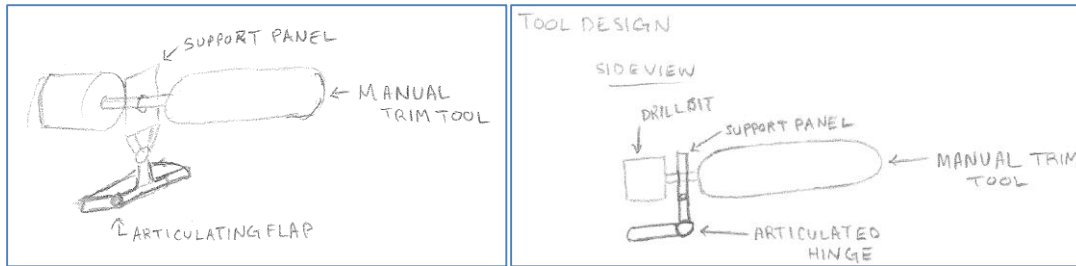 SUPPORT PANEL
MANUAL
TRIM TOOL
ARTICULATING FLAP
TOOL DESIGN
SIDEVIEW
DRILLBIT
SUPPORT PANEL
MANUAL TRIM
TOOL
ARTICULATED
HINGE